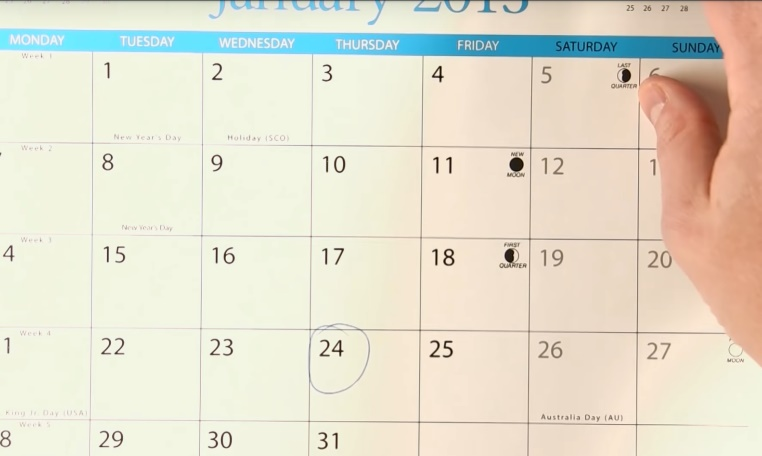 January 2013
25 26 27 28
MONDAY TUESDAY WEDNESDAY THURSDAY FRIDAY SATURDAY SUNDAY
Week 1
1 2 3 4 5 LAST QUARTER 6
New Year's Day Holiday (SCO)
Week 2
8 9 10 11 NEW MOON 12 1
New Year's Day
Week 3
4 15 16 17 18 FIRST QUARTER 19 20
Week 4
1 22 23 24 25 26 27 MOON
King Jr. Day (USA) Australia Day (AU)
Week 5
8 29 30 31